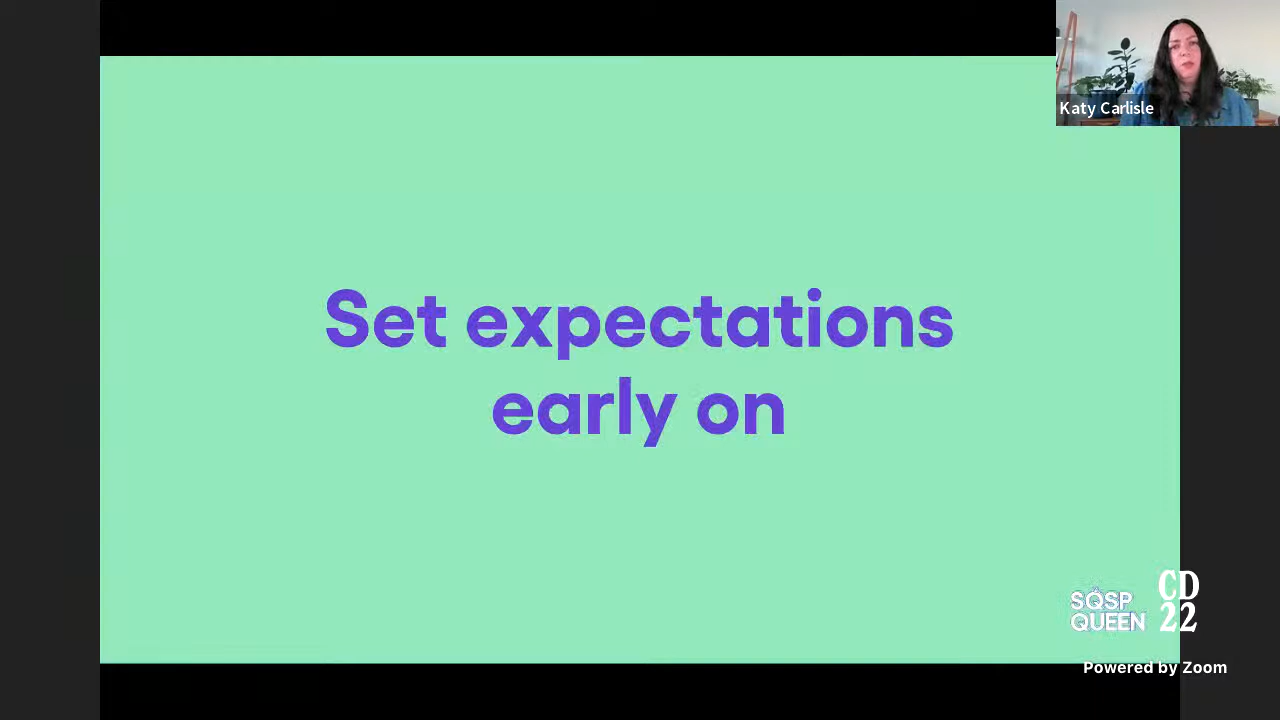 Katy Carlisle
Set expectations
early on
SQSP
QUEEN
CD
22
Powered by Zoom